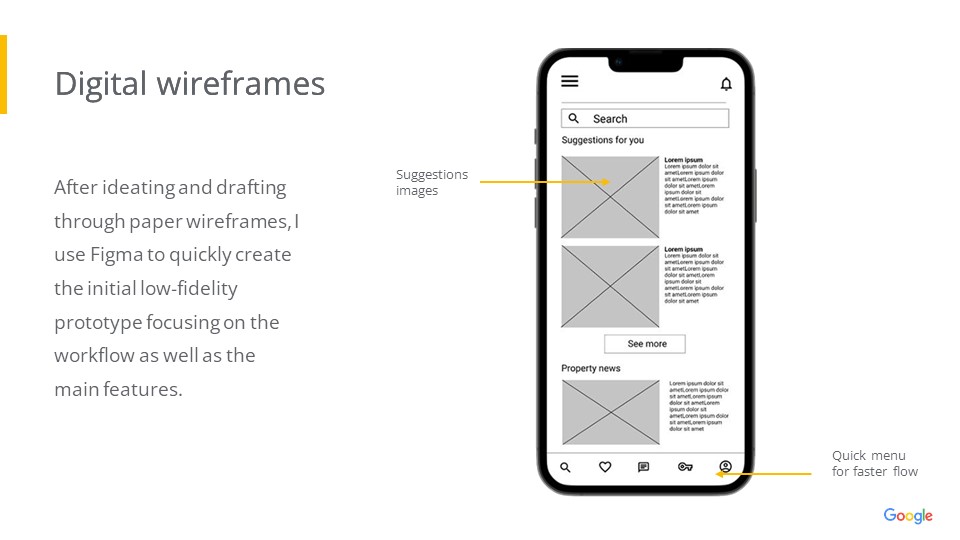 Digital wireframes
After ideating and drafting
through paper wireframes, I
use Figma to quickly create
the initial low-fidelity
prototype focusing on the
workflow as well as the
main features.
Suggestions
images
Search
Suggestions for you
Lorem ipsum
Lorem ipsum dolor
sit ametLorem ipsum
dolor sit ametLorem
ipsum dolor sit
ametLorem ipsum
dolor sit ametLorem
ipsum dolor sit
ametLorem ipsum
dolor sit amet
Lorem ipsum
Lorem ipsum dolor sit
ametLorem ipsum dolor
sit ametLorem ipsum
dolor sit ametLorem
ipsum dolor sit
ametLorem ipsum dolor
sit ametLorem ipsum
dolor sit amet
See more
Property news
Lorem ipsum dolor sit
ametLorem ipsum dolor
sit ametLorem ipsum
dolor sit ametLorem
ipsum dolor sit
ametLorem ipsum
dolor sit ametLorem
ipsum dolor sit amet
Quick menu
for faster flow
Google